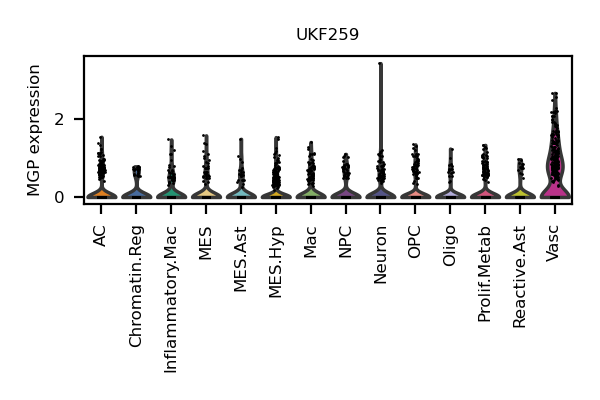 UKF259
MGP expression
2
0
AC
Chromatin.Reg
Inflammatory.Mac
MES
MES.Ast
MES.Hyp
Mac
NPC
Neuron
OPC
Oligo
Prolif.Metab
Reactive.Ast
Vasc